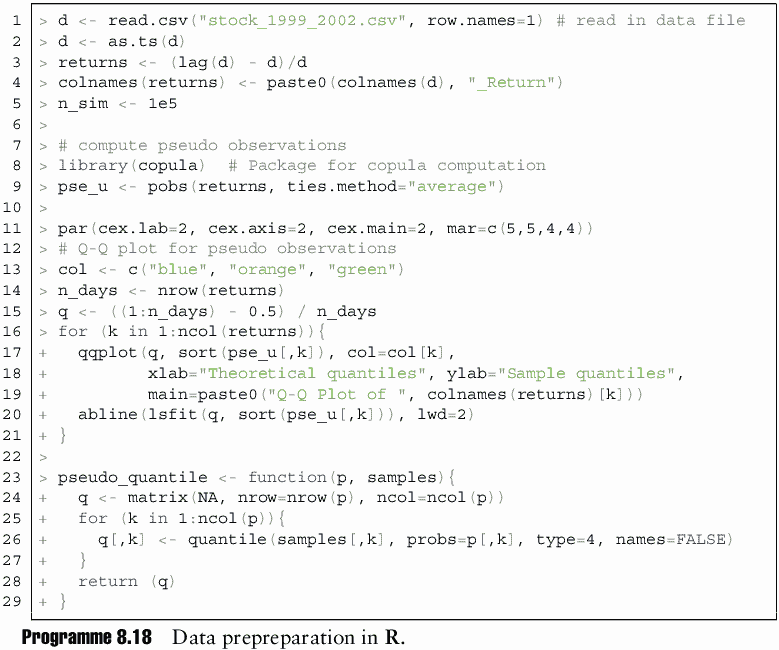 1 > d <- read.csv("stock_1999_2002.csv", row.names=1) # read in data file
2 > d <- as.ts(d)
3 > returns <- (lag(d) - d)/d
4 > colnames(returns) <- paste0(colnames(d), "_Return")
5 > n_sim <- 1e5
6 >
7 > # compute pseudo observations
8 > library(copula)  # Package for copula computation
9 > pse_u <- pobs(returns, ties.method="average")
10 >
11 > par(cex.lab=2, cex.axis=2, cex.main=2, mar=c(5,5,4,4))
12 > # Q-Q plot for pseudo observations
13 > col <- c("blue", "orange", "green")
14 > n_days <- nrow(returns)
15 > q <- ((1:n_days) - 0.5) / n_days
16 > for (k in 1:ncol(returns)){
17 +   qqplot(q, sort(pse_u[,k]), col=col[k],
18 +          xlab="Theoretical quantiles", ylab="Sample quantiles",
19 +          main=paste0("Q-Q Plot of ", colnames(returns)[k]))
20 +   abline(lsfit(q, sort(pse_u[,k])), lwd=2)
21 + }
22 >
23 > pseudo_quantile <- function(p, samples){
24 +   q <- matrix(NA, nrow=nrow(p), ncol=ncol(p))
25 +   for (k in 1:ncol(p)){
26 +     q[,k] <- quantile(samples[,k], probs=p[,k], type=4, names=FALSE)
27 +   }
28 +   return (q)
29 + }
Programme 8.18 Data prepreparation in R.